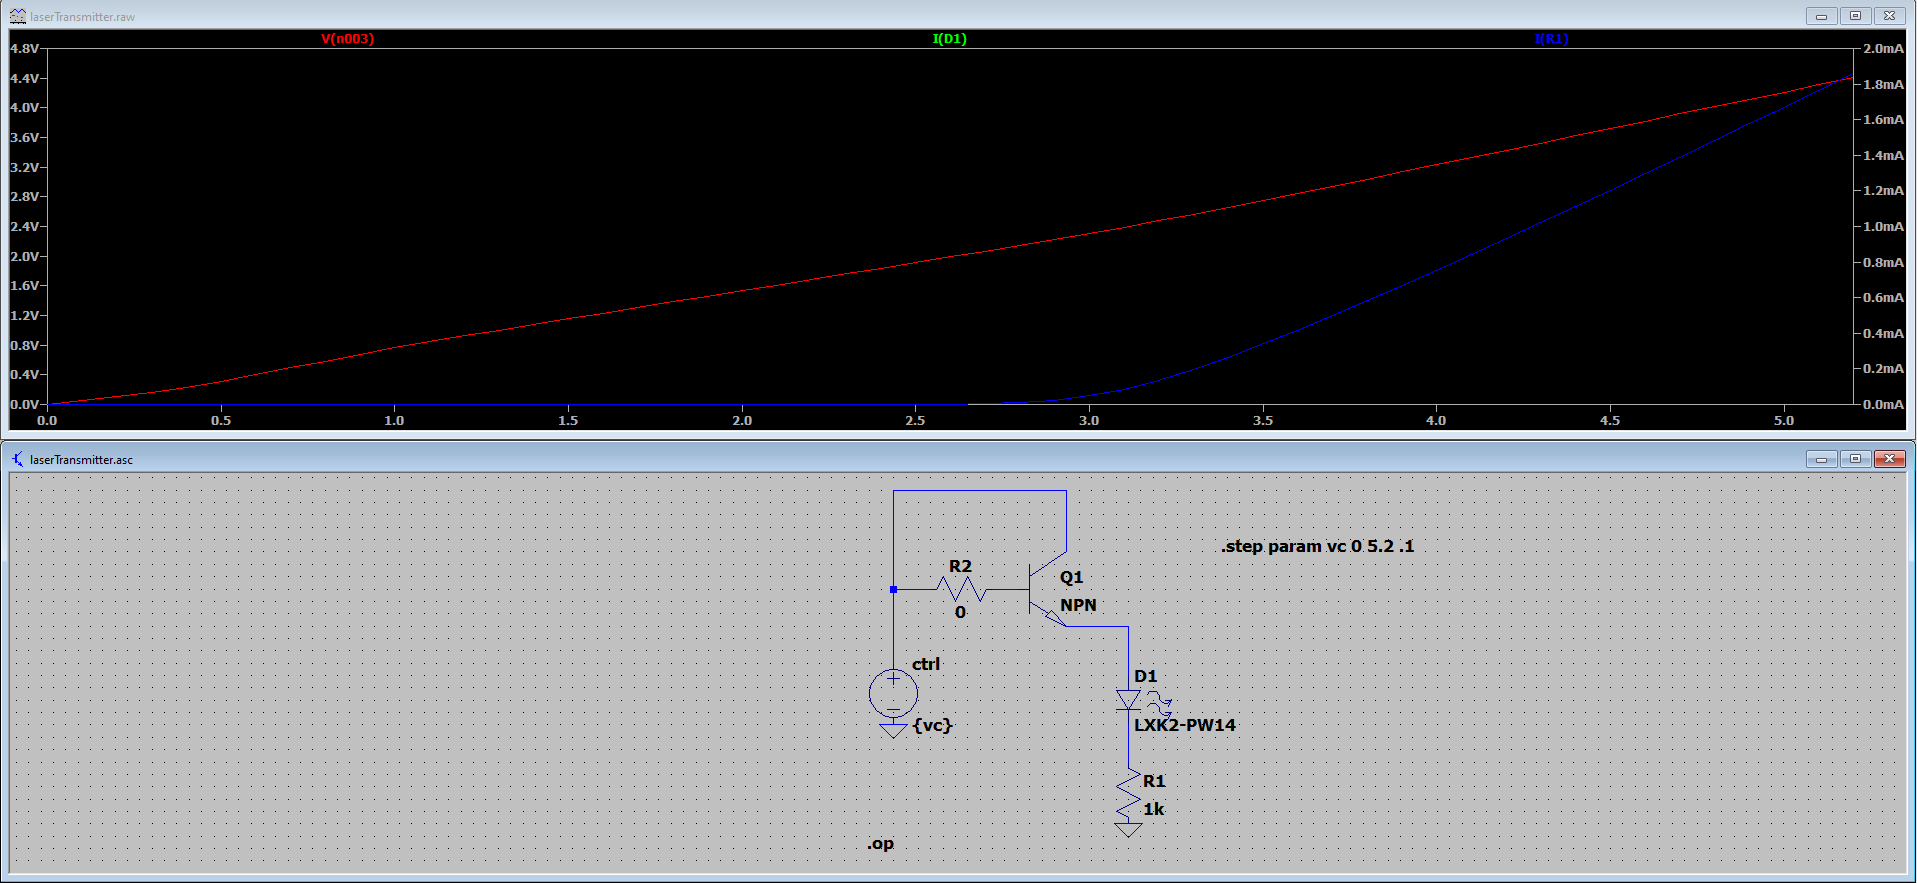 laserTransmitter.raw
V(n003) I(D1) I(R1)
4.8V 2.0mA
4.4V 1.8mA
4.0V 1.6mA
3.6V 1.4mA
3.2V 1.2mA
2.8V 1.0mA
2.4V 0.8mA
2.0V 0.6mA
1.6V 0.4mA
1.2V 0.2mA
0.8V 0.0mA
0.4V
0.0V
0.0 0.5 1.0 1.5 2.0 2.5 3.0 3.5 4.0 4.5 5.0
laserTransmitter.asc
.step param vc 0 5.2 .1
R2
0
Q1
NPN
ctrl
{vc}
D1
LXK2-PW14
R1
1k
.op